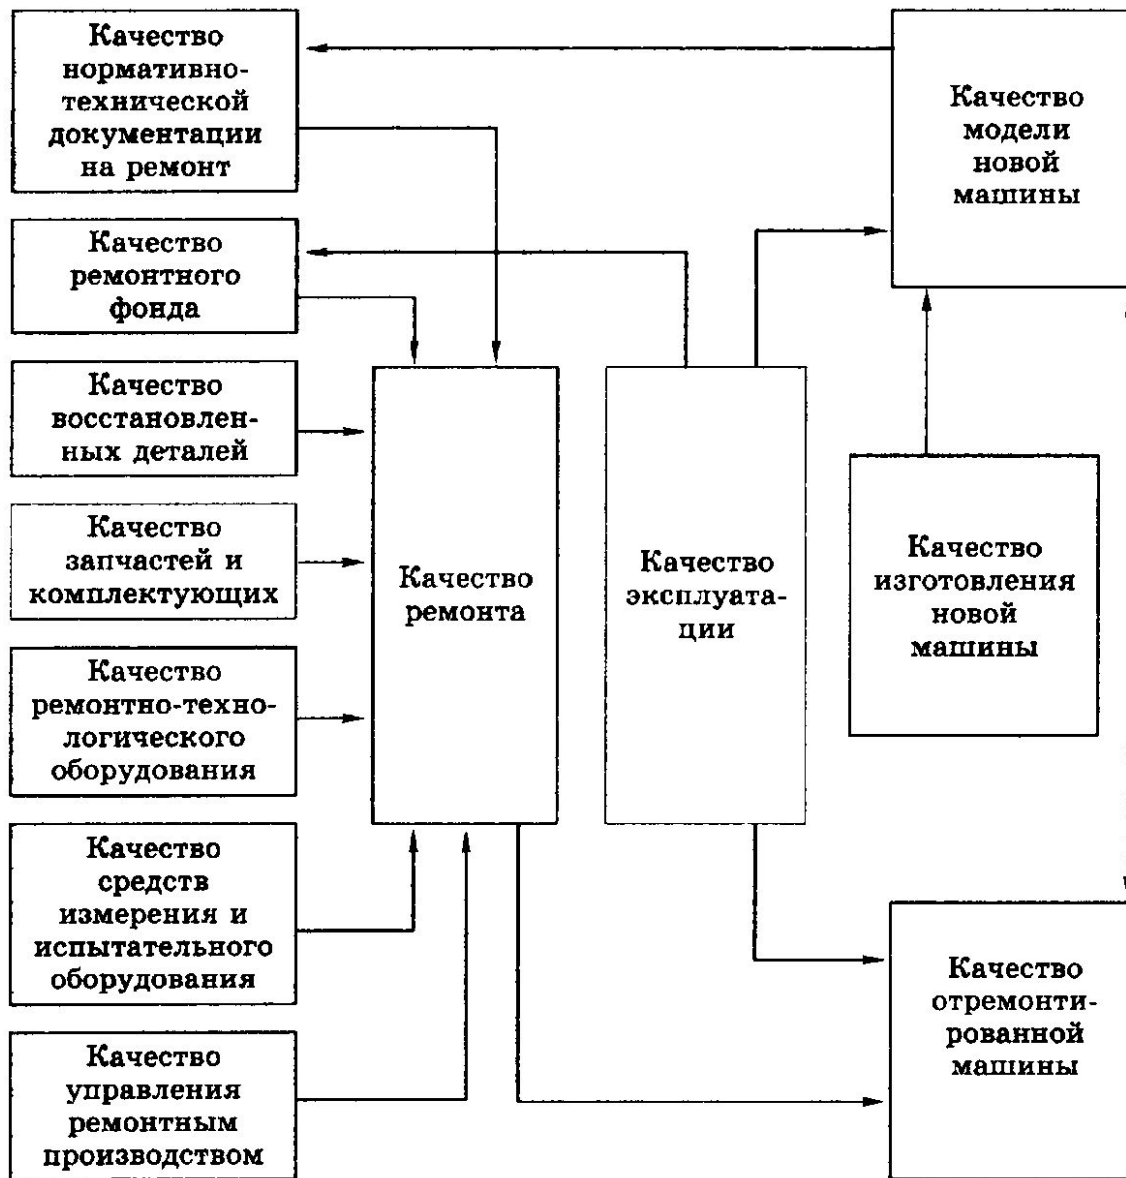 Качество
нормативно-
технической
документации
на ремонт
Качество
ремонтного
фонда
Качество
восстановлен-
ных деталей
Качество
запчастей и
комплектующих
Качество
ремонтно-техно-
логического
оборудования
Качество
средств
измерения и
испытательного
оборудования
Качество
управления
ремонтным
производством
Качество
ремонта
Качество
эксплуата-
ции
Качество
модели
новой
машины
Качество
изготовления
новой
машины
Качество
отремонти-
рованной
машины